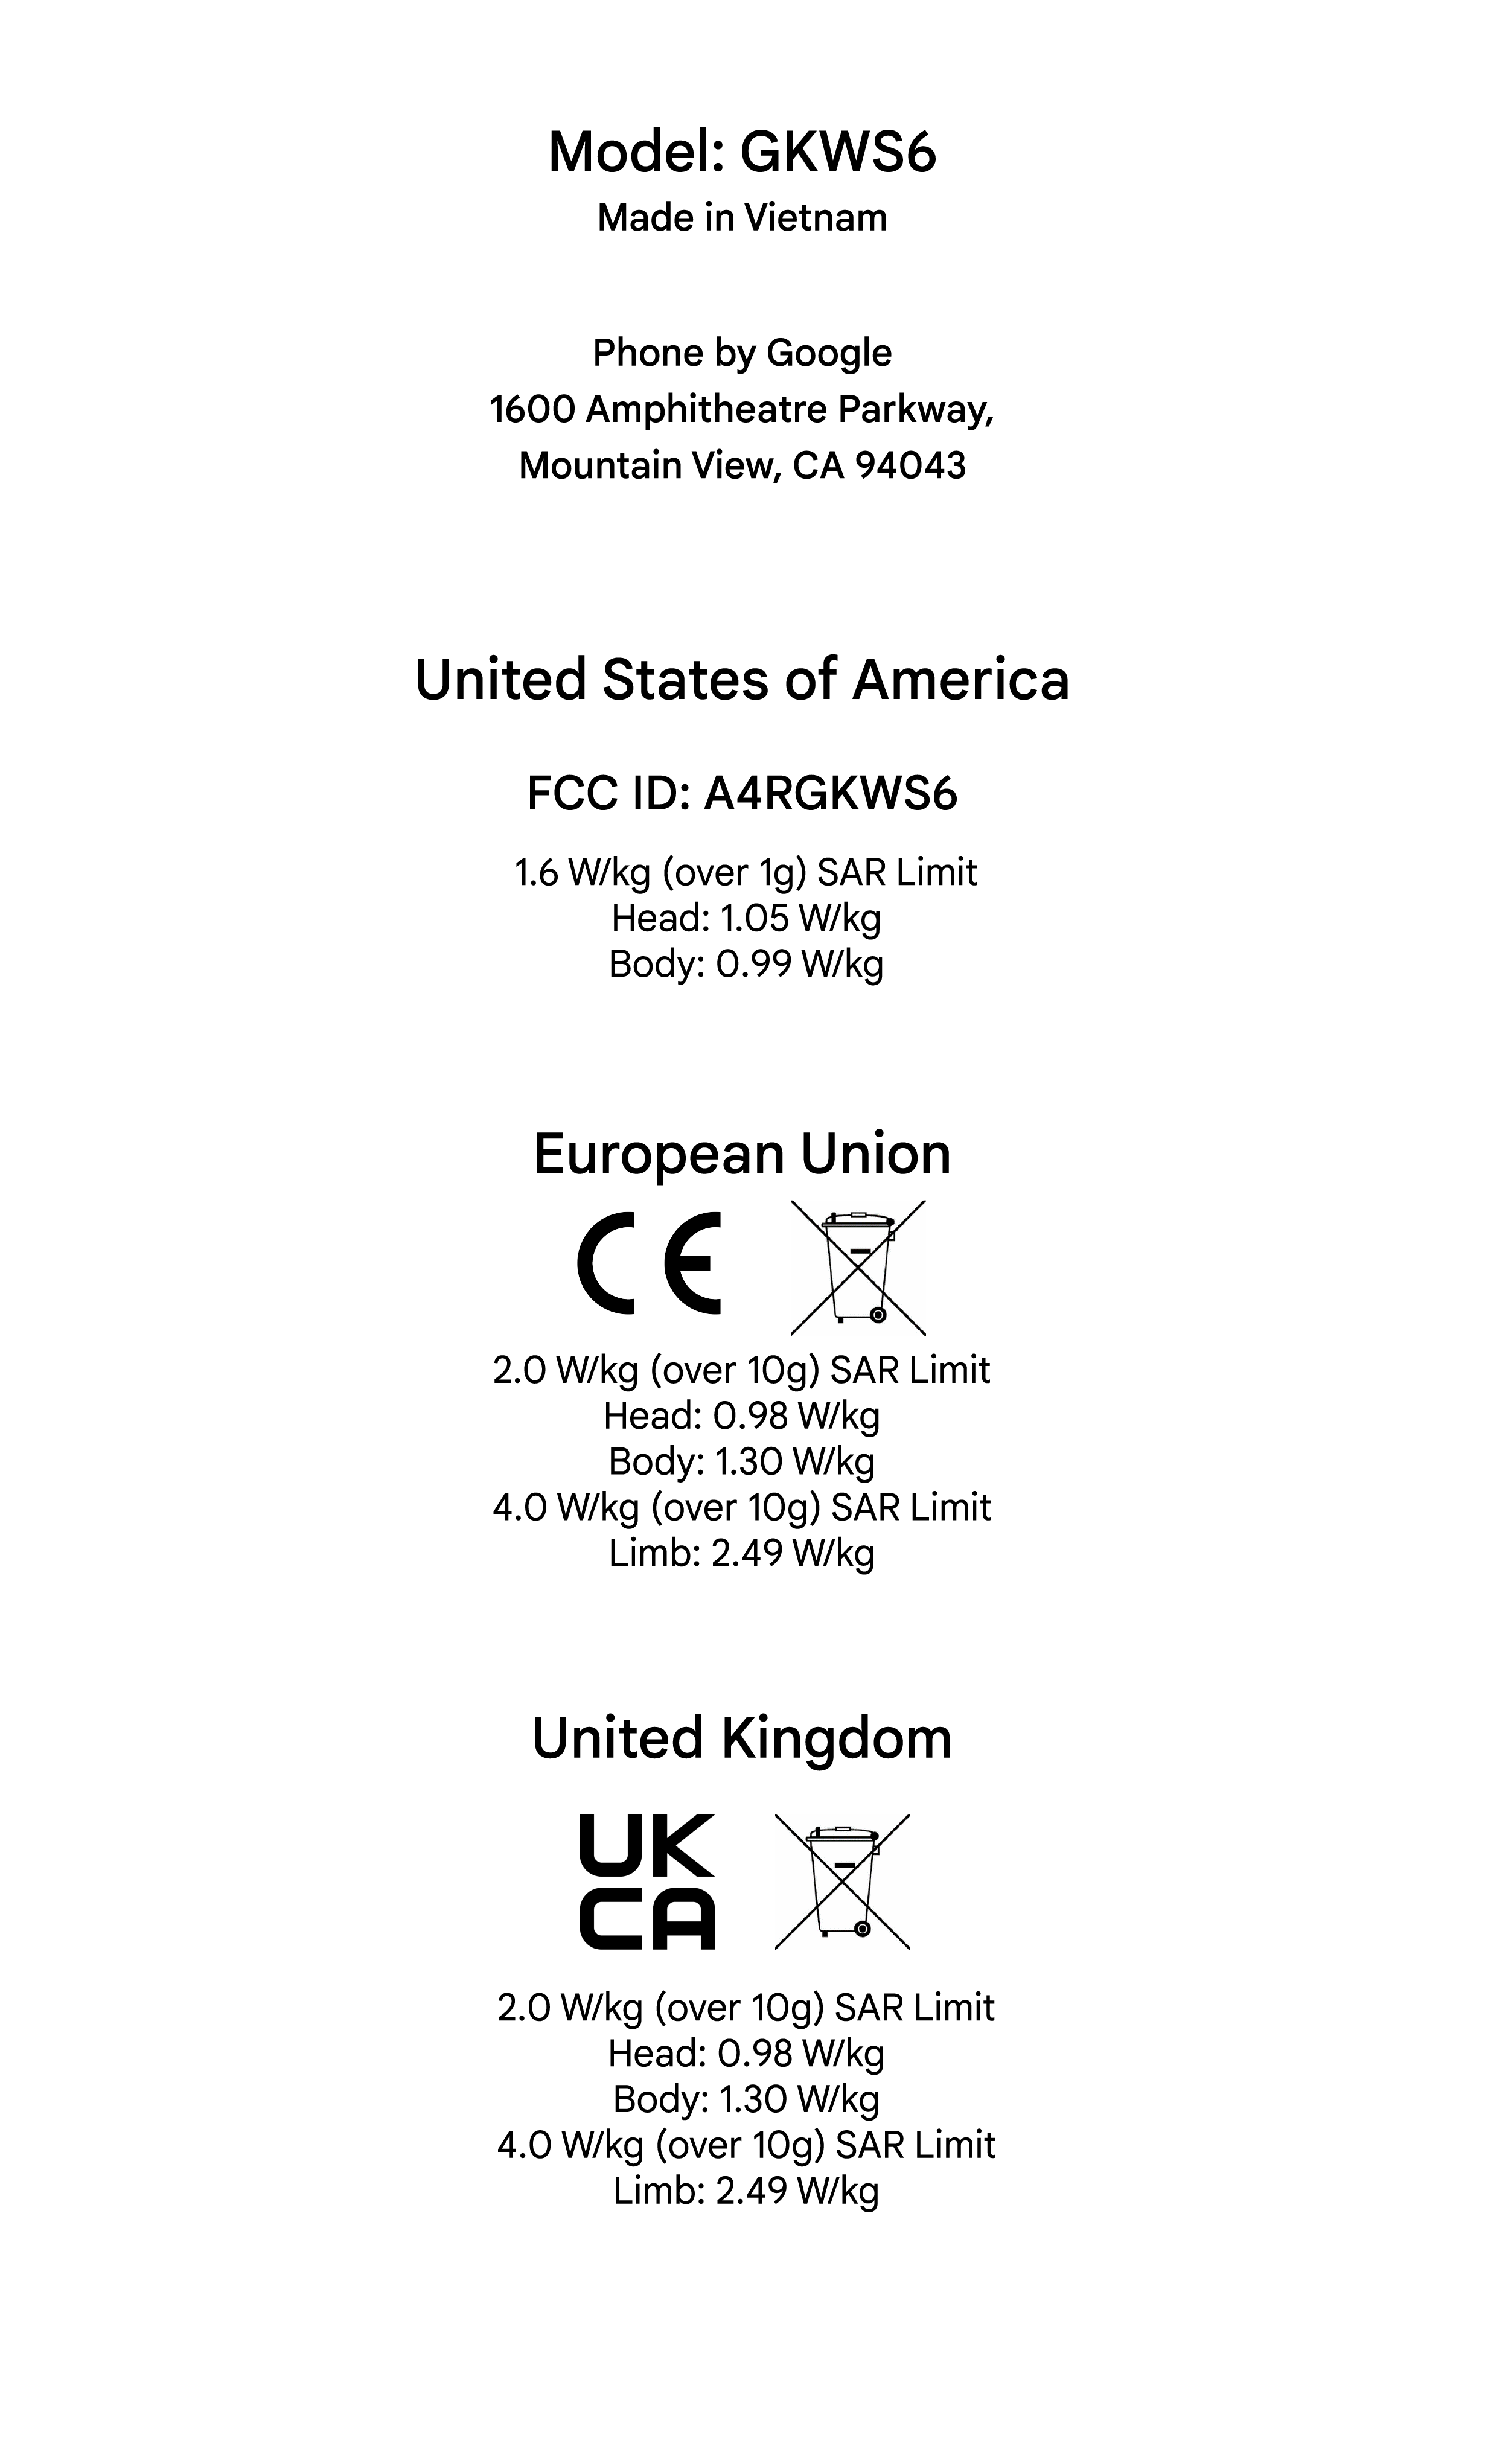 Model: GKWS6
Made in Vietnam
Phone by Google
1600 Amphitheatre Parkway,
Mountain View, CA 94043
United States of America
FCC ID: A4RGKWS6
1.6 W/kg (over 1g) SAR Limit
Head: 1.05 W/kg
Body: 0.99 W/kg
European Union
CE
2.0 W/kg (over 10g) SAR Limit
Head: 0.98 W/kg
Body: 1.30 W/kg
4.0 W/kg (over 10g) SAR Limit
Limb: 2.49 W/kg
United Kingdom
UK
CA
2.0 W/kg (over 10g) SAR Limit
Head: 0.98 W/kg
Body: 1.30 W/kg
4.0 W/kg (over 10g) SAR Limit
Limb: 2.49 W/kg